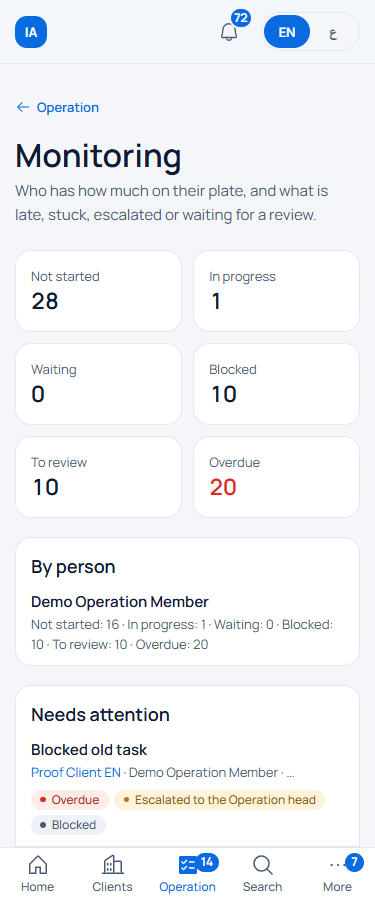 IA
72
EN
ع
← Operation
Monitoring
Who has how much on their plate, and what is
late, stuck, escalated or waiting for a review.
Not started
28
In progress
1
Waiting
0
Blocked
10
To review
10
Overdue
20
By person
Demo Operation Member
Not started: 16 · In progress: 1 · Waiting: 0 · Blocked:
10 · To review: 10 · Overdue: 20
Needs attention
Blocked old task
Proof Client EN · Demo Operation Member · ...
Overdue
Escalated to the Operation head
Blocked
Home
Clients
14
Operation
Search
7
More